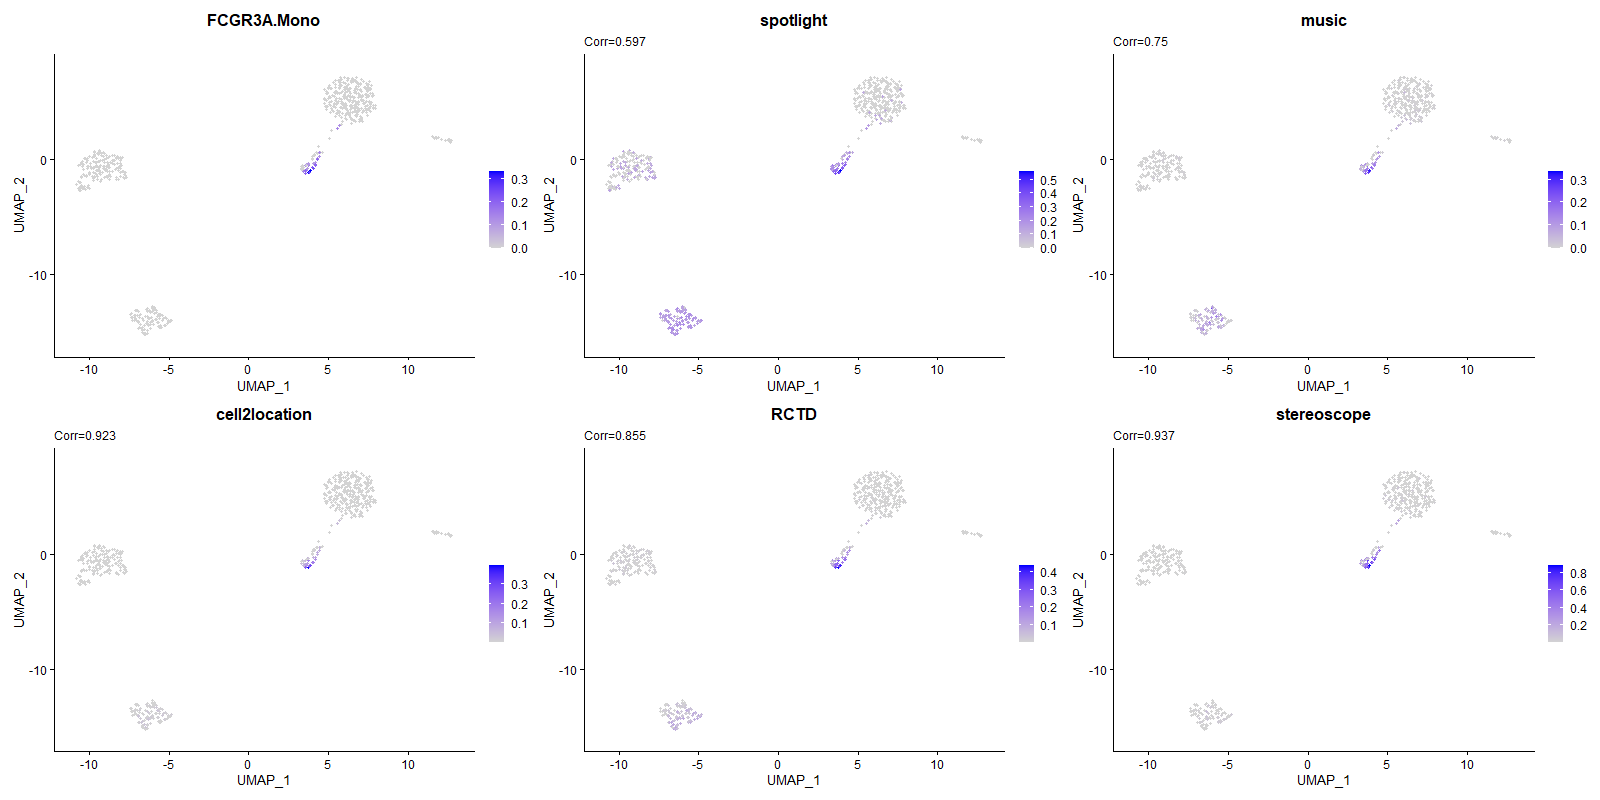 FCGR3A.Mono
0
-10
-10
-5
0
5
10
UMAP_1
UMAP_2
0.3
0.2
0.1
0.0
spotlight
Corr=0.597
0
-10
-10
-5
0
5
10
UMAP_1
UMAP_2
0.5
0.4
0.3
0.2
0.1
0.0
music
Corr=0.75
0
-10
-10
-5
0
5
10
UMAP_1
UMAP_2
0.3
0.2
0.1
0.0
cell2location
Corr=0.923
0
-10
-10
-5
0
5
10
UMAP_1
UMAP_2
0.3
0.2
0.1
RCTD
Corr=0.855
0
-10
-10
-5
0
5
10
UMAP_1
UMAP_2
0.4
0.3
0.2
0.1
stereoscope
Corr=0.937
0
-10
-10
-5
0
5
10
UMAP_1
UMAP_2
0.8
0.6
0.4
0.2